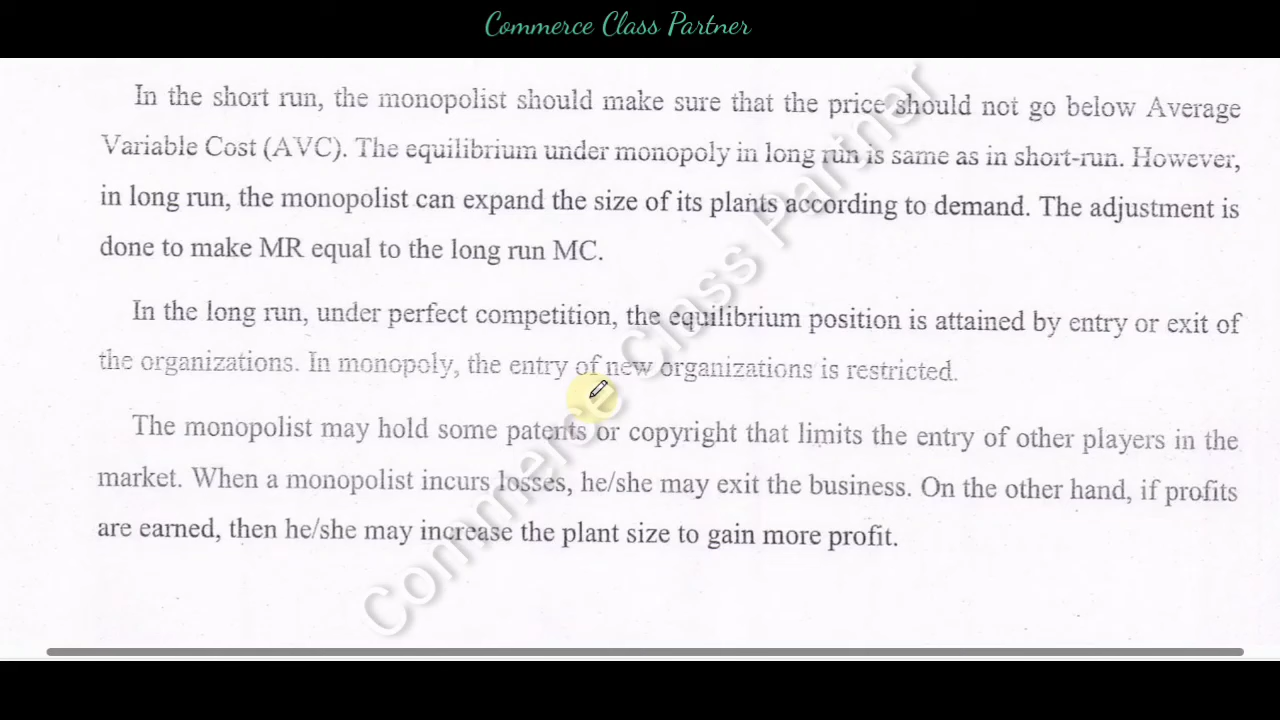 Commerce Class Partner
In the short run, the monopolist should make sure that the price should not go below Average
Variable Cost (AVC). The equilibrium under monopoly in long run is same as in short-run. However,
in long run, the monopolist can expand the size of its plants according to demand. The adjustment is
done to make MR equal to the long run MC.
In the long run, under perfect competition, the equilibrium position is attained by entry or exit of
the organizations. In monopoly, the entry of new organizations is restricted.
The monopolist may hold some patents or copyright that limits the entry of other players in the
market. When a monopolist incurs losses, he/she may exit the business. On the other hand, if profits
are earned, then he/she may increase the plant size to gain more profit.
Commerce Class Partner